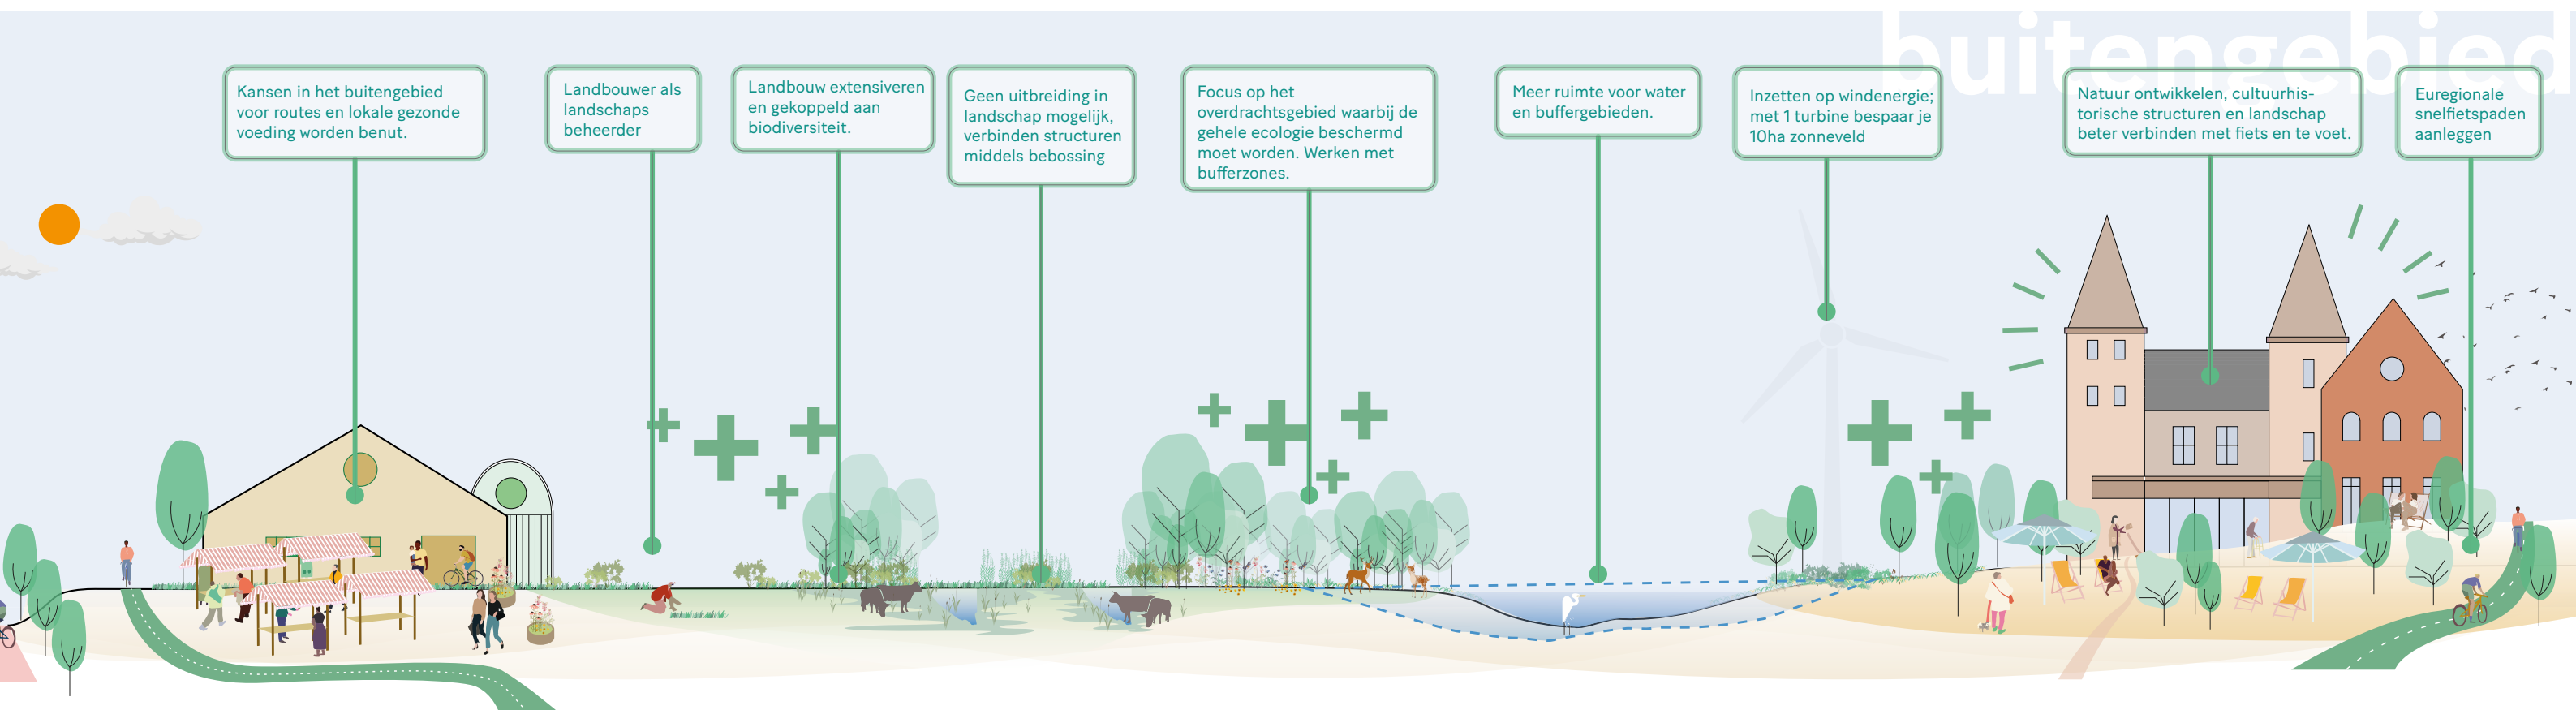 buitengebied
Kansen in het buitengebied
voor routes en lokale gezonde
voeding worden benut.
Landbouwer als
landschaps
beheerder
Landbouw extensiveren
en gekoppeld aan
biodiversiteit.
Geen uitbreiding in
landschap mogelijk,
verbinden structuren
middels bebossing
Focus op het
overdrachtsgebied waarbij de
gehele ecologie beschermd
moet worden. Werken met
bufferzones.
Meer ruimte voor water
en buffergebieden.
Inzetten op windenergie;
met 1 turbine bespaar je
10ha zonneveld
Natuur ontwikkelen, cultuurhis-
torische structuren en landschap
beter verbinden met fiets en te voet.
Euregionale
snelfietspaden
aanleggen